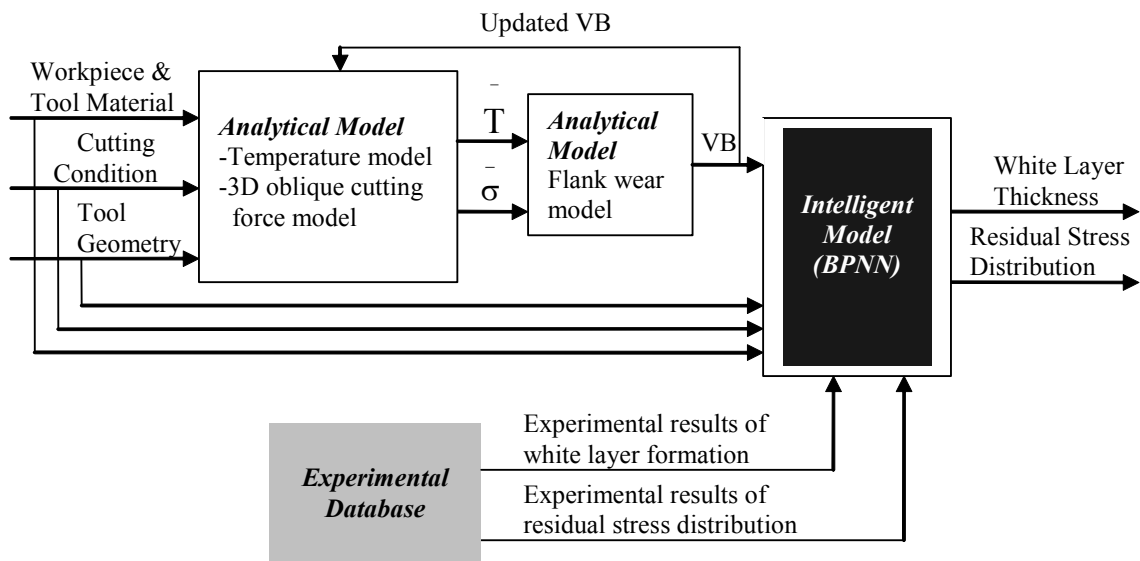 Updated VB
Workpiece &
Tool Material
Cutting
Condition
Tool
Geometry
Analytical Model
-Temperature model
-3D oblique cutting
force model
T̄
σ̄
Analytical
Model
Flank wear
model
VB
Intelligent
Model
(BPNN)
White Layer
Thickness
Residual Stress
Distribution
Experimental
Database
Experimental results of
white layer formation
Experimental results of
residual stress distribution